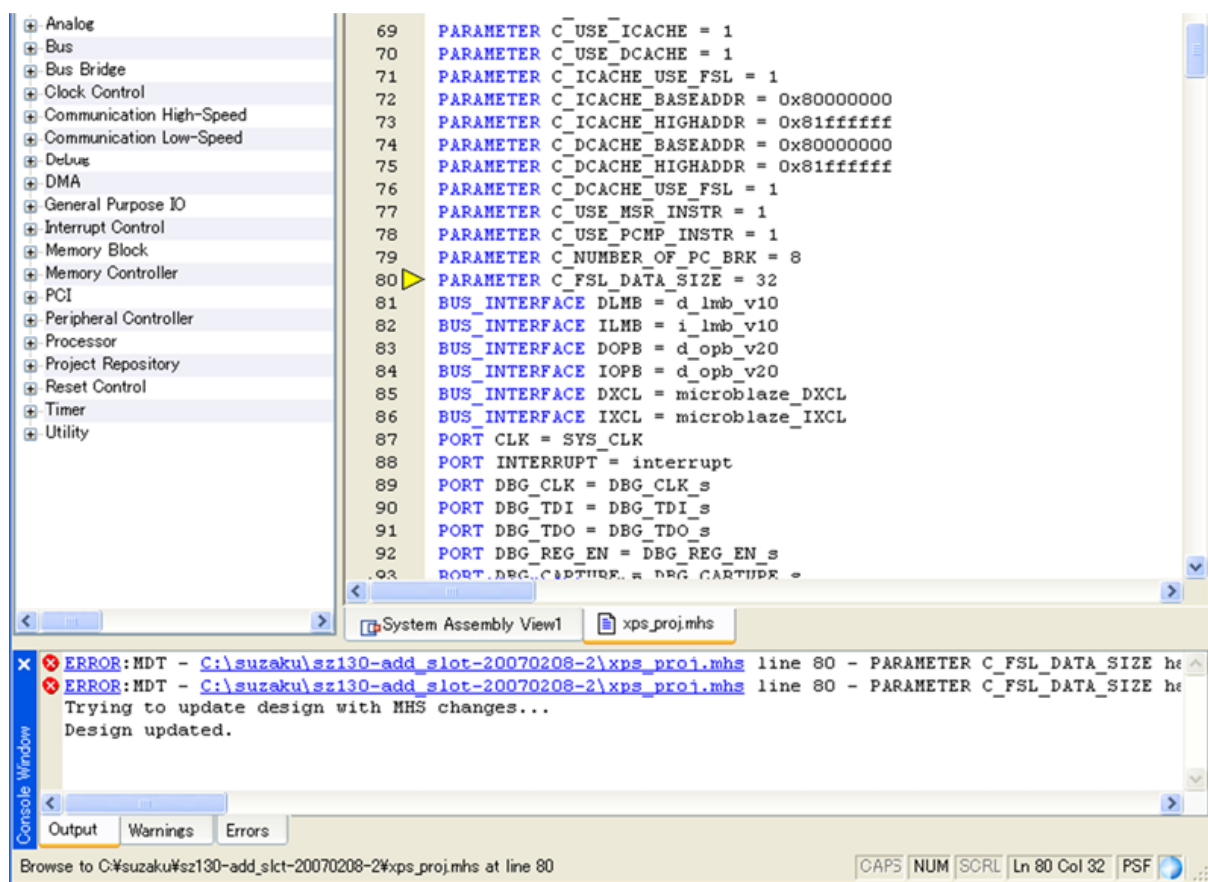 Analog
Bus
Bus Bridge
Clock Control
Communication High-Speed
Communication Low-Speed
Debug
DMA
General Purpose IO
Interrupt Control
Memory Block
Memory Controller
PCI
Peripheral Controller
Processor
Project Repository
Reset Control
Timer
Utility
69 PARAMETER C_USE_ICACHE = 1
70 PARAMETER C_USE_DCACHE = 1
71 PARAMETER C_ICACHE_USE_FSL = 1
72 PARAMETER C_ICACHE_BASEADDR = 0x80000000
73 PARAMETER C_ICACHE_HIGHADDR = 0x81ffffff
74 PARAMETER C_DCACHE_BASEADDR = 0x80000000
75 PARAMETER C_DCACHE_HIGHADDR = 0x81ffffff
76 PARAMETER C_DCACHE_USE_FSL = 1
77 PARAMETER C_USE_MSR_INSTR = 1
78 PARAMETER C_USE_PCMP_INSTR = 1
79 PARAMETER C_NUMBER_OF_PC_BRK = 8
80 PARAMETER C_FSL_DATA_SIZE = 32
81 BUS_INTERFACE DLMB = d_lmb_v10
82 BUS_INTERFACE ILMB = i_lmb_v10
83 BUS_INTERFACE DOPB = d_opb_v20
84 BUS_INTERFACE IOPB = d_opb_v20
85 BUS_INTERFACE DXCL = microblaze_DXCL
86 BUS_INTERFACE IXCL = microblaze_IXCL
87 PORT CLK = SYS_CLK
88 PORT INTERRUPT = interrupt
89 PORT DBG_CLK = DBG_CLK_s
90 PORT DBG_TDI = DBG_TDI_s
91 PORT DBG_TDO = DBG_TDO_s
92 PORT DBG_REG_EN = DBG_REG_EN_s
93 PORT DBG_CAPTURE = DBG_CAPTURE_s
System Assembly View1
xps_proj.mhs
ERROR:MDT - C:\suzaku\sz130-add_slot-20070208-2\xps_proj.mhs line 80 - PARAMETER C_FSL_DATA_SIZE ha
ERROR:MDT - C:\suzaku\sz130-add_slot-20070208-2\xps_proj.mhs line 80 - PARAMETER C_FSL_DATA_SIZE ha
Trying to update design with MHS changes...
Design updated.
Console Window
Output Warnings Errors
Browse to C:¥suzaku¥sz130-add_slot-20070208-2¥xps_proj.mhs at line 80
CAPS NUM SCRL Ln 80 Col 32 PSF